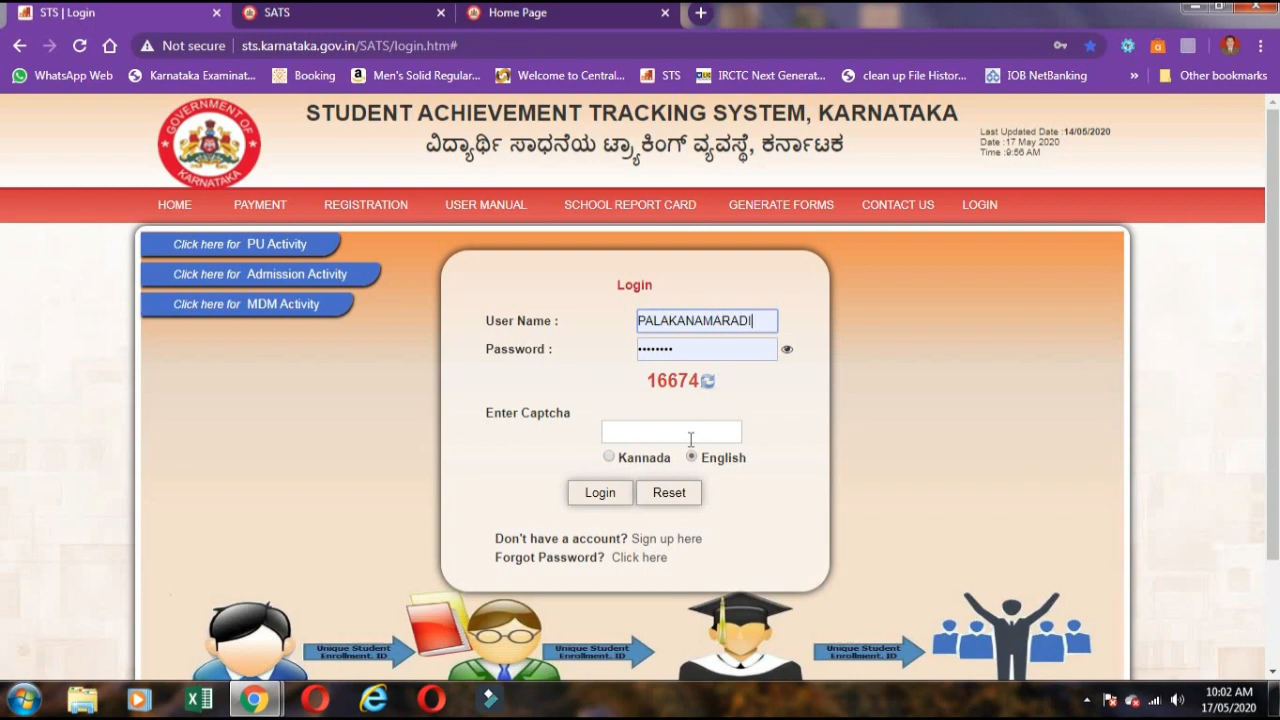 STS | Login
SATS
Home Page
Not secure
sts.karnataka.gov.in/SATS/login.htm#
WhatsApp Web
Karnataka Examinat...
Booking
Men's Solid Regular...
Welcome to Central...
STS
IRCTC Next Generat...
clean up File Histor...
IOB NetBanking
»
Other bookmarks
GOVERNMENT OF
KARNATAKA
STUDENT ACHIEVEMENT TRACKING SYSTEM, KARNATAKA
ವಿದ್ಯಾರ್ಥಿ ಸಾಧನೆಯ ಟ್ರ್ಯಾಕಿಂಗ್ ವ್ಯವಸ್ಥೆ, ಕರ್ನಾಟಕ
Last Updated Date :14/05/2020
Date :17 May 2020
Time :9:56 AM
HOME
PAYMENT
REGISTRATION
USER MANUAL
SCHOOL REPORT CARD
GENERATE FORMS
CONTACT US
LOGIN
Click here for PU Activity
Click here for Admission Activity
Click here for MDM Activity
Login
User Name :
PALAKANAMARADI
Password :
••••••••
16674
Enter Captcha
Kannada
English
Login
Reset
Don't have a account? Sign up here
Forgot Password? Click here
Unique Student
Enrollment. ID
Unique Student
Enrollment. ID
Unique Student
Enrollment. ID
10:02 AM
17/05/2020